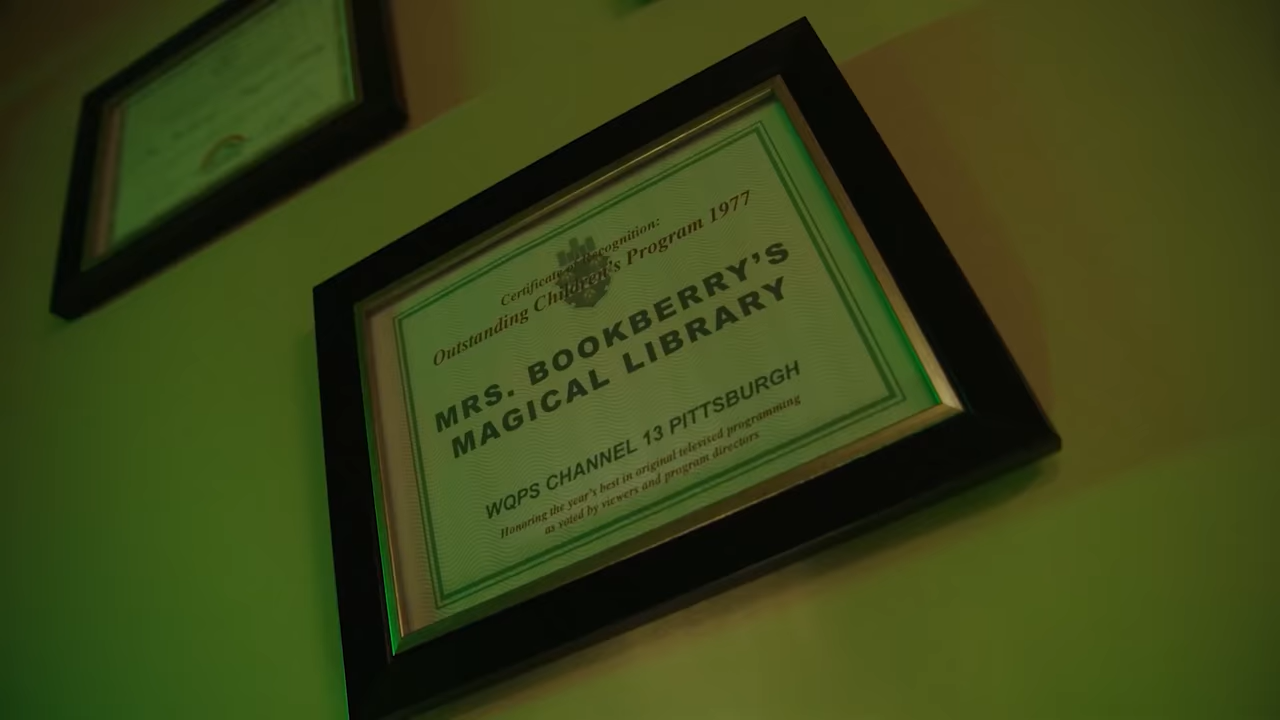 Certificate of Recognition:
Outstanding Children's Program 1977
MRS. BOOKBERRY'S
MAGICAL LIBRARY
WQPS CHANNEL 13 PITTSBURGH
Honoring the year's best in original televised programming
as voted by viewers and program directors